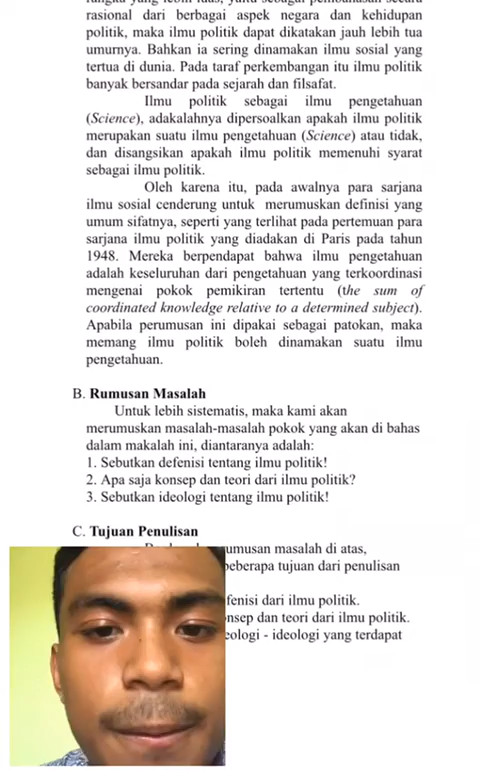 rasional dari berbagai aspek negara dan kehidupan
politik, maka ilmu politik dapat dikatakan jauh lebih tua
umurnya. Bahkan ia sering dinamakan ilmu sosial yang
tertua di dunia. Pada taraf perkembangan itu ilmu politik
banyak bersandar pada sejarah dan filsafat.
Ilmu politik sebagai ilmu pengetahuan
(Science), adakalahnya dipersoalkan apakah ilmu politik
merupakan suatu ilmu pengetahuan (Science) atau tidak,
dan disangsikan apakah ilmu politik memenuhi syarat
sebagai ilmu politik.
Oleh karena itu, pada awalnya para sarjana
ilmu sosial cenderung untuk merumuskan definisi yang
umum sifatnya, seperti yang terlihat pada pertemuan para
sarjana ilmu politik yang diadakan di Paris pada tahun
1948. Mereka berpendapat bahwa ilmu pengetahuan
adalah keseluruhan dari pengetahuan yang terkoordinasi
mengenai pokok pemikiran tertentu (the sum of
coordinated knowledge relative to a determined subject).
Apabila perumusan ini dipakai sebagai patokan, maka
memang ilmu politik boleh dinamakan suatu ilmu
pengetahuan.
B. Rumusan Masalah
Untuk lebih sistematis, maka kami akan
merumuskan masalah-masalah pokok yang akan di bahas
dalam makalah ini, diantaranya adalah:
1. Sebutkan defenisi tentang ilmu politik!
2. Apa saja konsep dan teori dari ilmu politik?
3. Sebutkan ideologi tentang ilmu politik!
C. Tujuan Penulisan
umusan masalah di atas,
beberapa tujuan dari penulisan
fenisi dari ilmu politik.
nsep dan teori dari ilmu politik.
eologi - ideologi yang terdapat